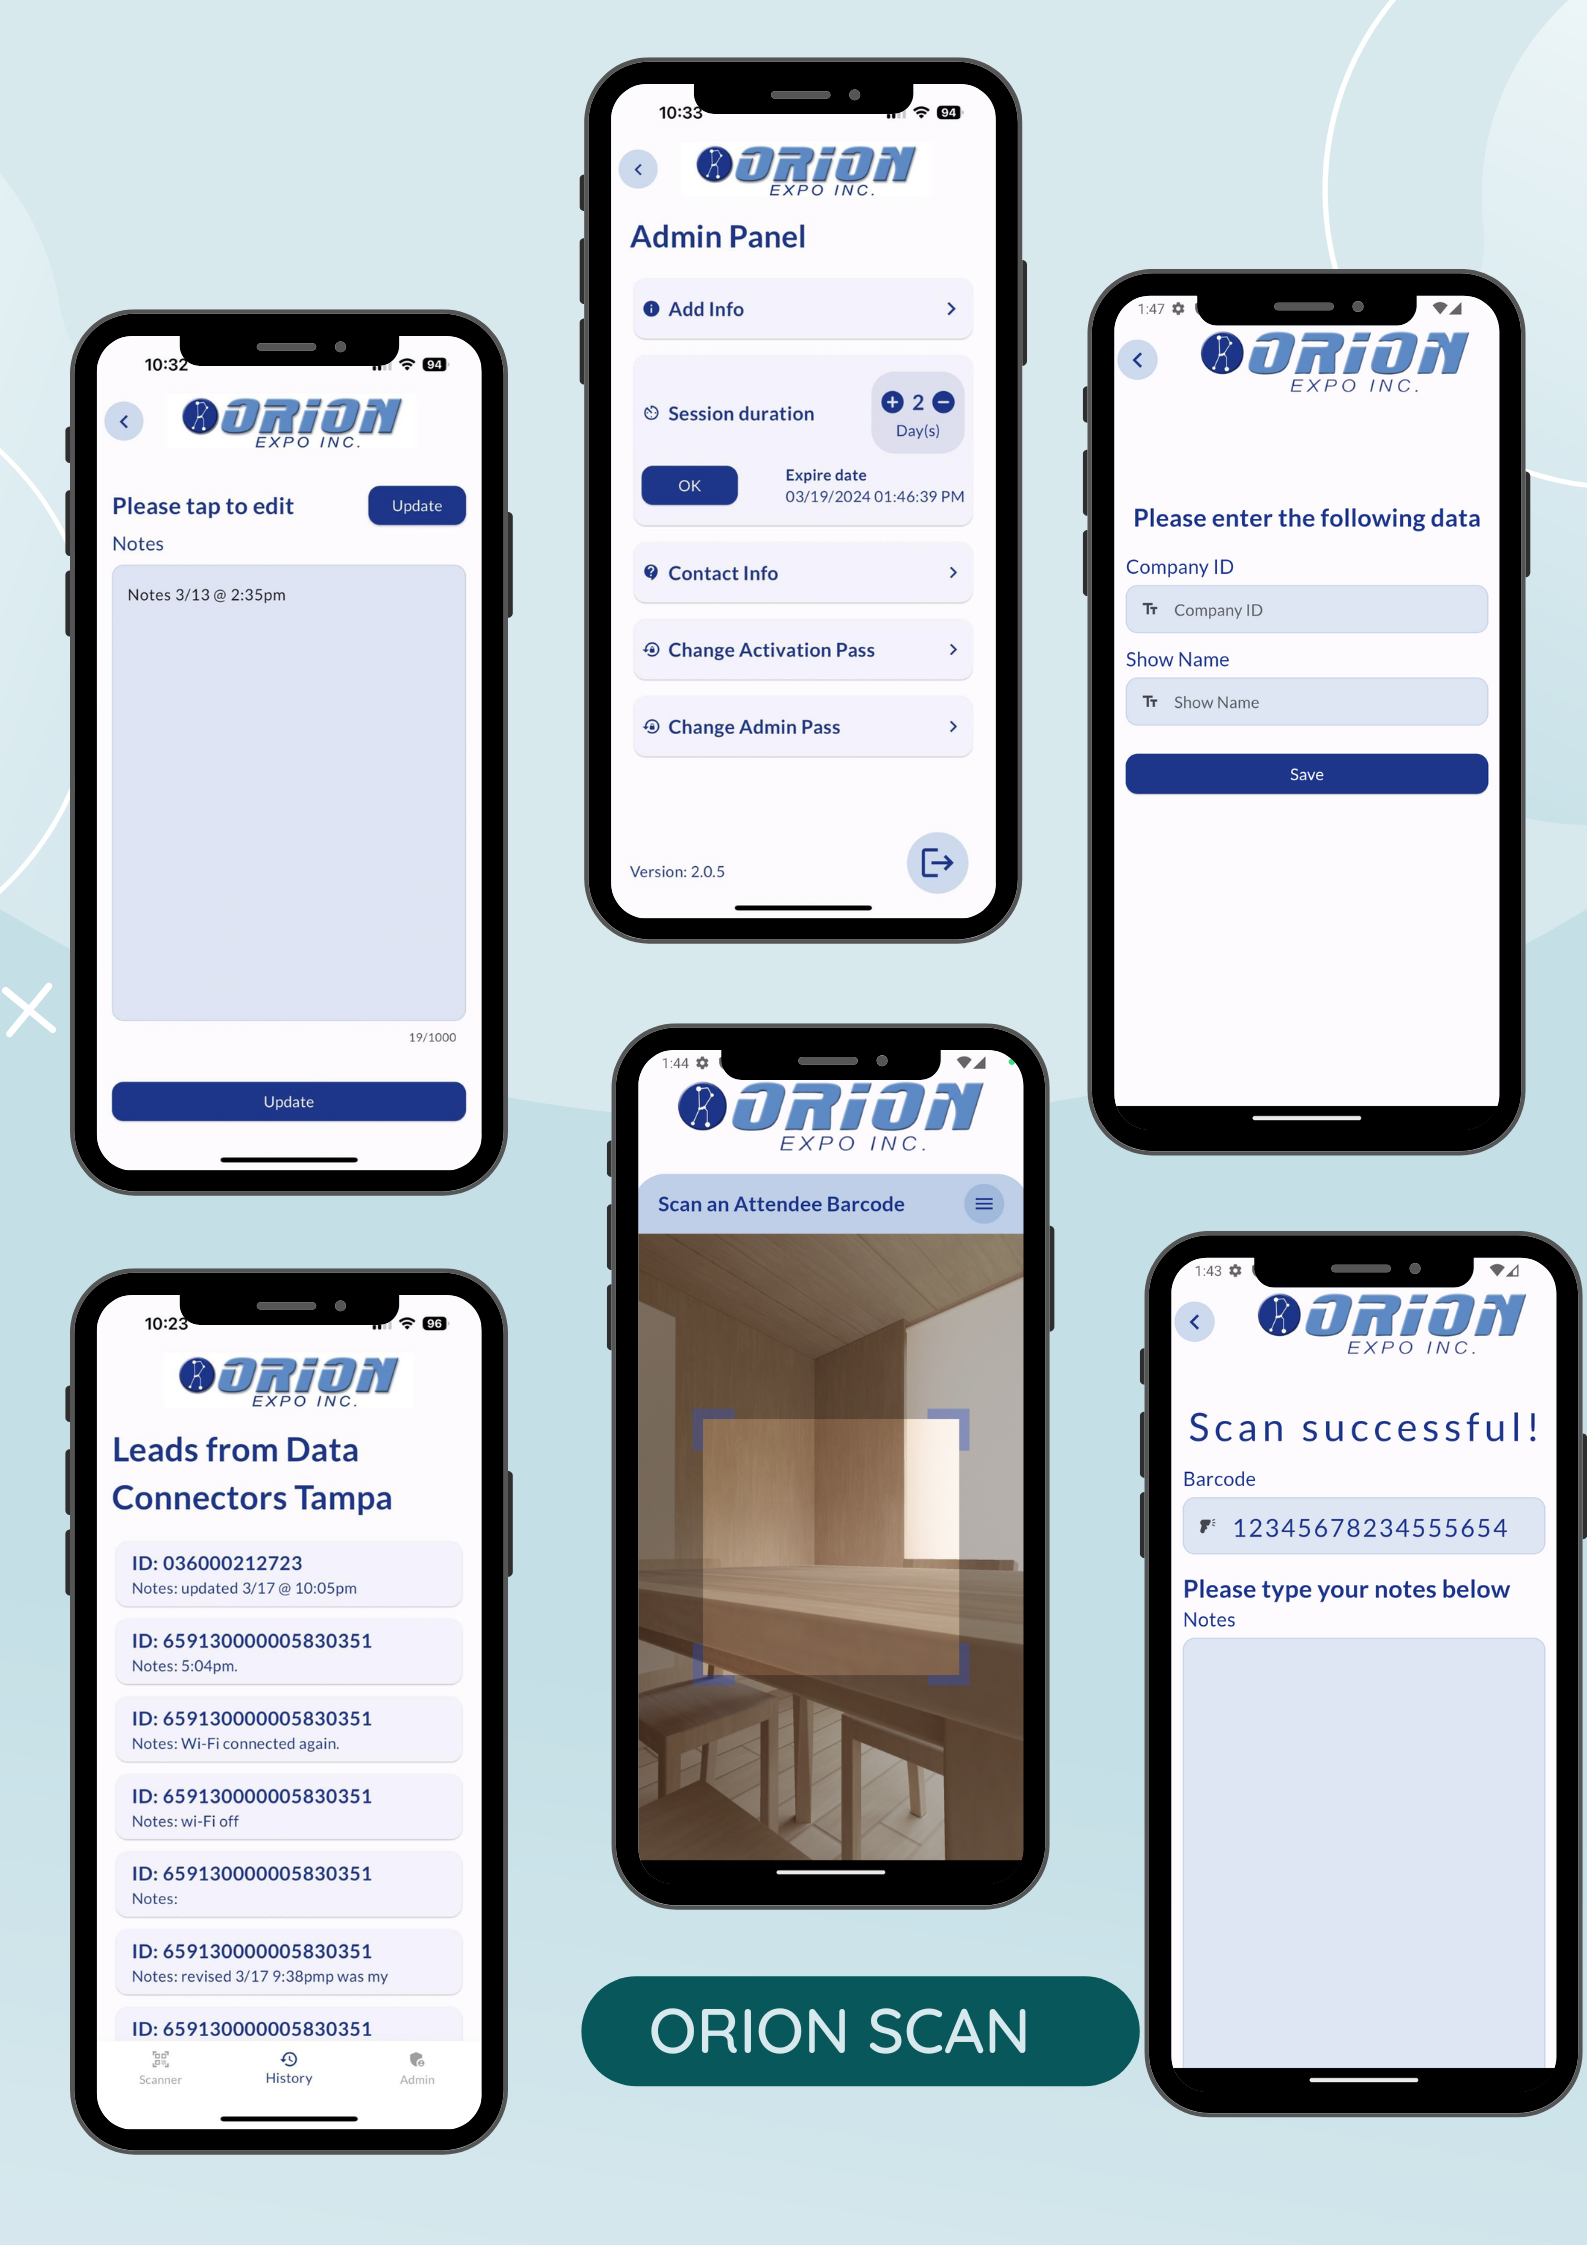 10:32
94
ORION
EXPO INC.
Please tap to edit
Update
Notes
Notes 3/13 @ 2:35pm
19/1000
Update
10:33
94
ORION
EXPO INC.
Admin Panel
Add Info
Session duration
2
Day(s)
OK
Expire date
03/19/2024 01:46:39 PM
Contact Info
Change Activation Pass
Change Admin Pass
Version: 2.0.5
1:47
ORION
EXPO INC.
Please enter the following data
Company ID
Tт Company ID
Show Name
Tт Show Name
Save
10:23
96
ORION
EXPO INC.
Leads from Data
Connectors Tampa
ID: 036000212723
Notes: updated 3/17 @ 10:05pm
ID: 659130000005830351
Notes: 5:04pm.
ID: 659130000005830351
Notes: Wi-Fi connected again.
ID: 659130000005830351
Notes: wi-Fi off
ID: 659130000005830351
Notes:
ID: 659130000005830351
Notes: revised 3/17 9:38pmp was my
ID: 659130000005830351
Scanner
History
Admin
1:44
ORION
EXPO INC.
Scan an Attendee Barcode
1:43
ORION
EXPO INC.
Scan successful!
Barcode
12345678234555654
Please type your notes below
Notes
ORION SCAN